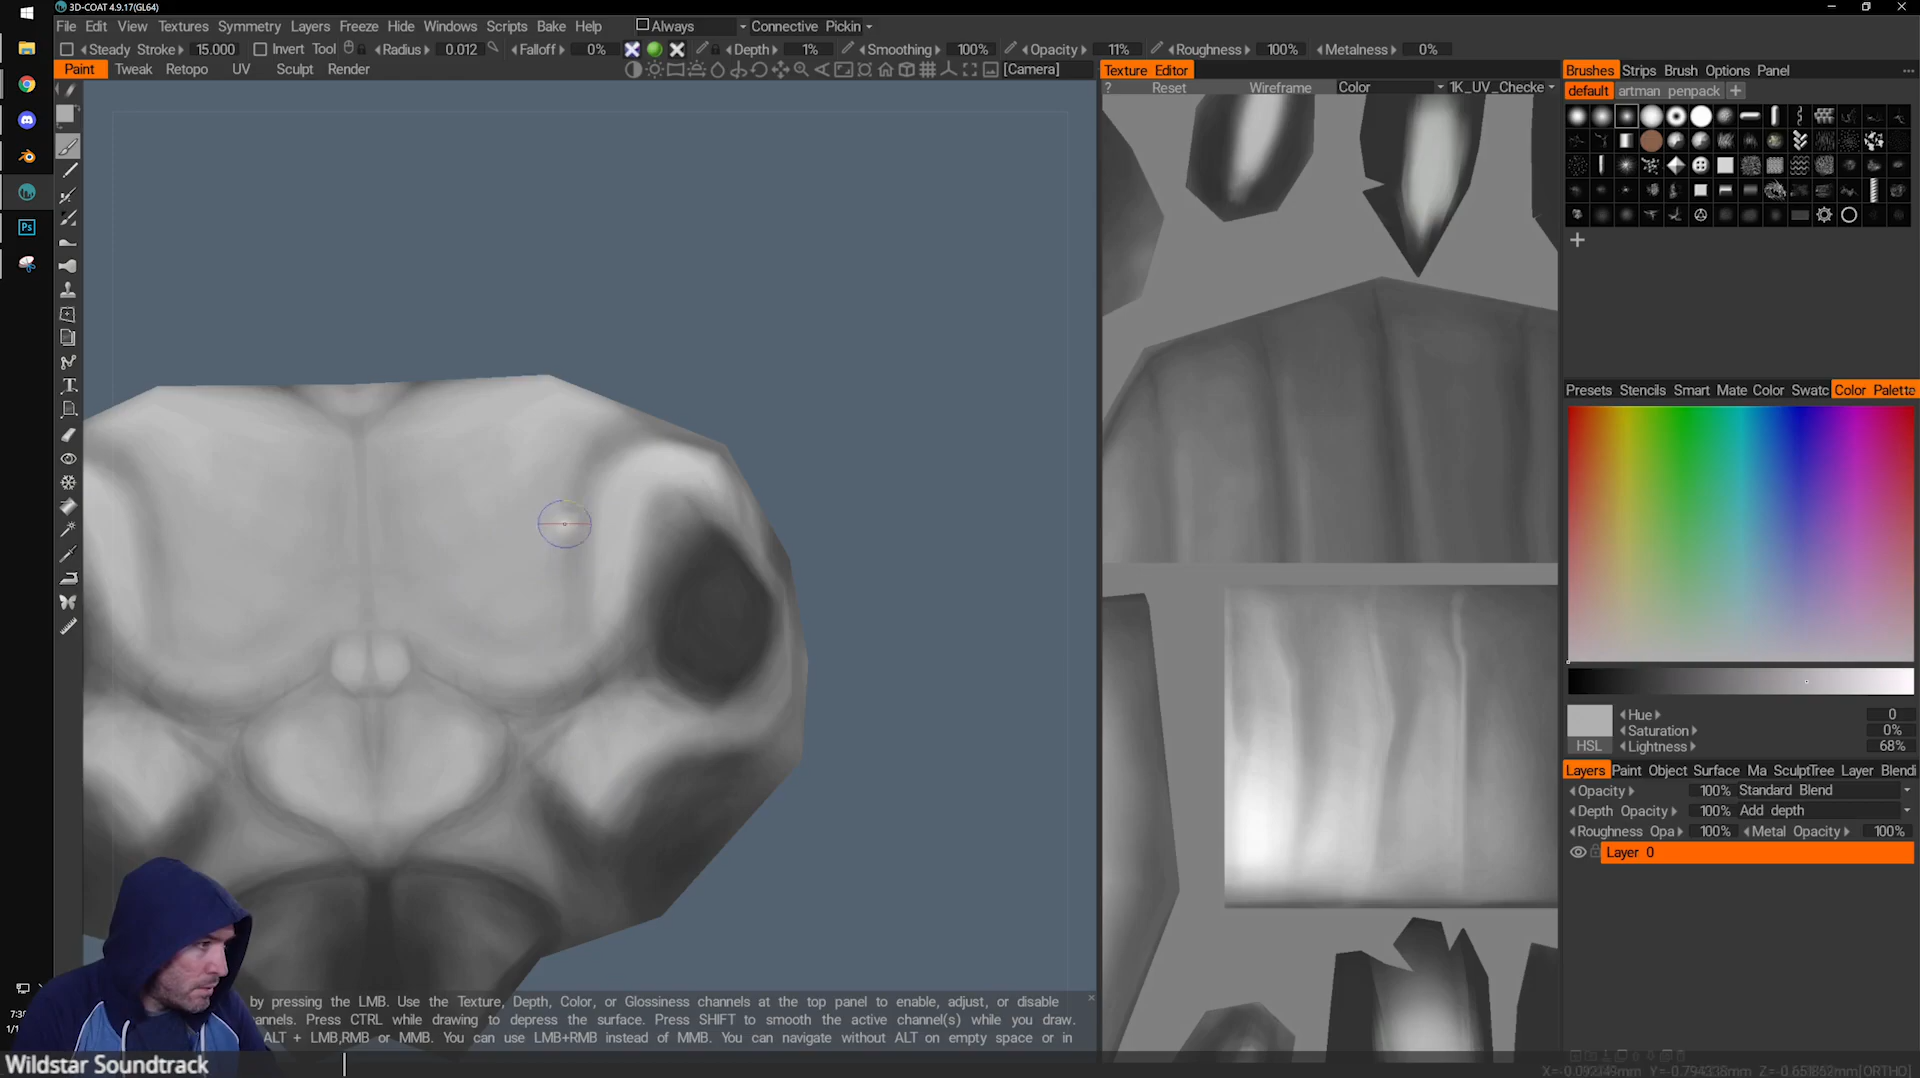 3D-COAT 4.9.17(GL64)
File Edit View Textures Symmetry Layers Freeze Hide Windows Scripts Bake Help Always Connective Pickin
Steady Stroke 15.000 Invert Tool Radius 0.012 Falloff 0% Depth 1% Smoothing 100% Opacity 11% Roughness 100% Metalness 0%
Paint Tweak Retopo UV Sculpt Render [Camera]
Texture Editor
? Reset Wireframe Color 1K_UV_Checke
Brushes Strips Brush Options Panel
default artman penpack
Presets Stencils Smart Mate Color Swatc Color Palette
HSL
Hue 0
Saturation 0%
Lightness 68%
Layers Paint Object Surface Ma SculptTree Layer Blendi
Opacity 100% Standard Blend
Depth Opacity 100% Add depth
Roughness Opa 100% Metal Opacity 100%
Layer 0
by pressing the LMB. Use the Texture, Depth, Color, or Glossiness channels at the top panel to enable, adjust, or disable
annels. Press CTRL while drawing to depress the surface. Press SHIFT to smooth the active channel(s) while you draw.
ALT + LMB,RMB or MMB. You can use LMB+RMB instead of MMB. You can navigate without ALT on empty space or in
Ps
Wildstar Soundtrack